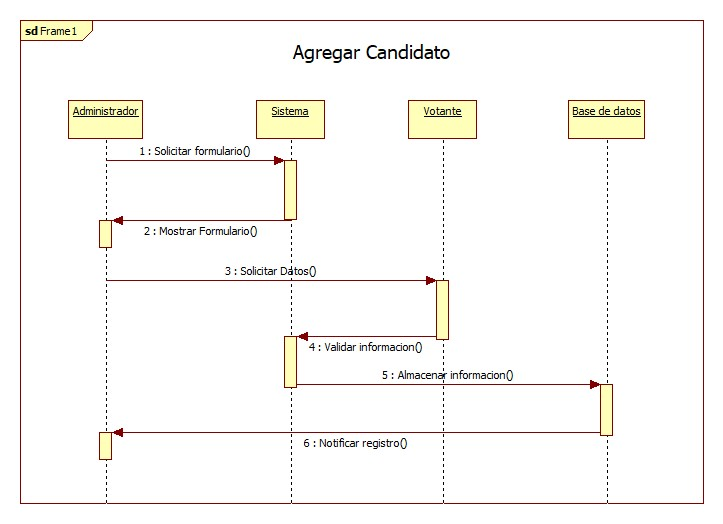 sd Frame1
Agregar Candidato
Administrador
Sistema
Votante
Base de datos
1 : Solicitar formulario()
2 : Mostrar Formulario()
3 : Solicitar Datos()
4 : Validar informacion()
5 : Almacenar informacion()
6 : Notificar registro()